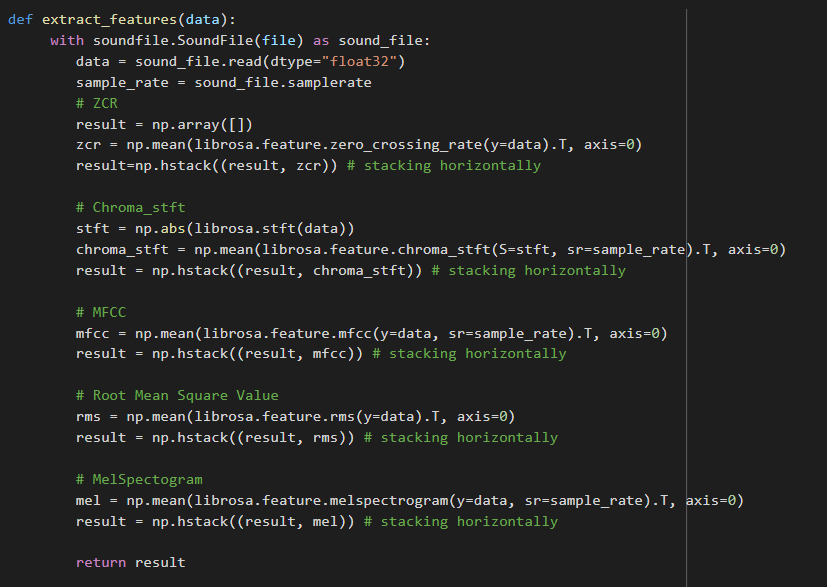 def extract_features(data):
     with soundfile.SoundFile(file) as sound_file:
        data = sound_file.read(dtype="float32")
        sample_rate = sound_file.samplerate
        # ZCR
        result = np.array([])
        zcr = np.mean(librosa.feature.zero_crossing_rate(y=data).T, axis=0)
        result=np.hstack((result, zcr)) # stacking horizontally

        # Chroma_stft
        stft = np.abs(librosa.stft(data))
        chroma_stft = np.mean(librosa.feature.chroma_stft(S=stft, sr=sample_rate).T, axis=0)
        result = np.hstack((result, chroma_stft)) # stacking horizontally

        # MFCC
        mfcc = np.mean(librosa.feature.mfcc(y=data, sr=sample_rate).T, axis=0)
        result = np.hstack((result, mfcc)) # stacking horizontally

        # Root Mean Square Value
        rms = np.mean(librosa.feature.rms(y=data).T, axis=0)
        result = np.hstack((result, rms)) # stacking horizontally

        # MelSpectogram
        mel = np.mean(librosa.feature.melspectrogram(y=data, sr=sample_rate).T, axis=0)
        result = np.hstack((result, mel)) # stacking horizontally

        return result